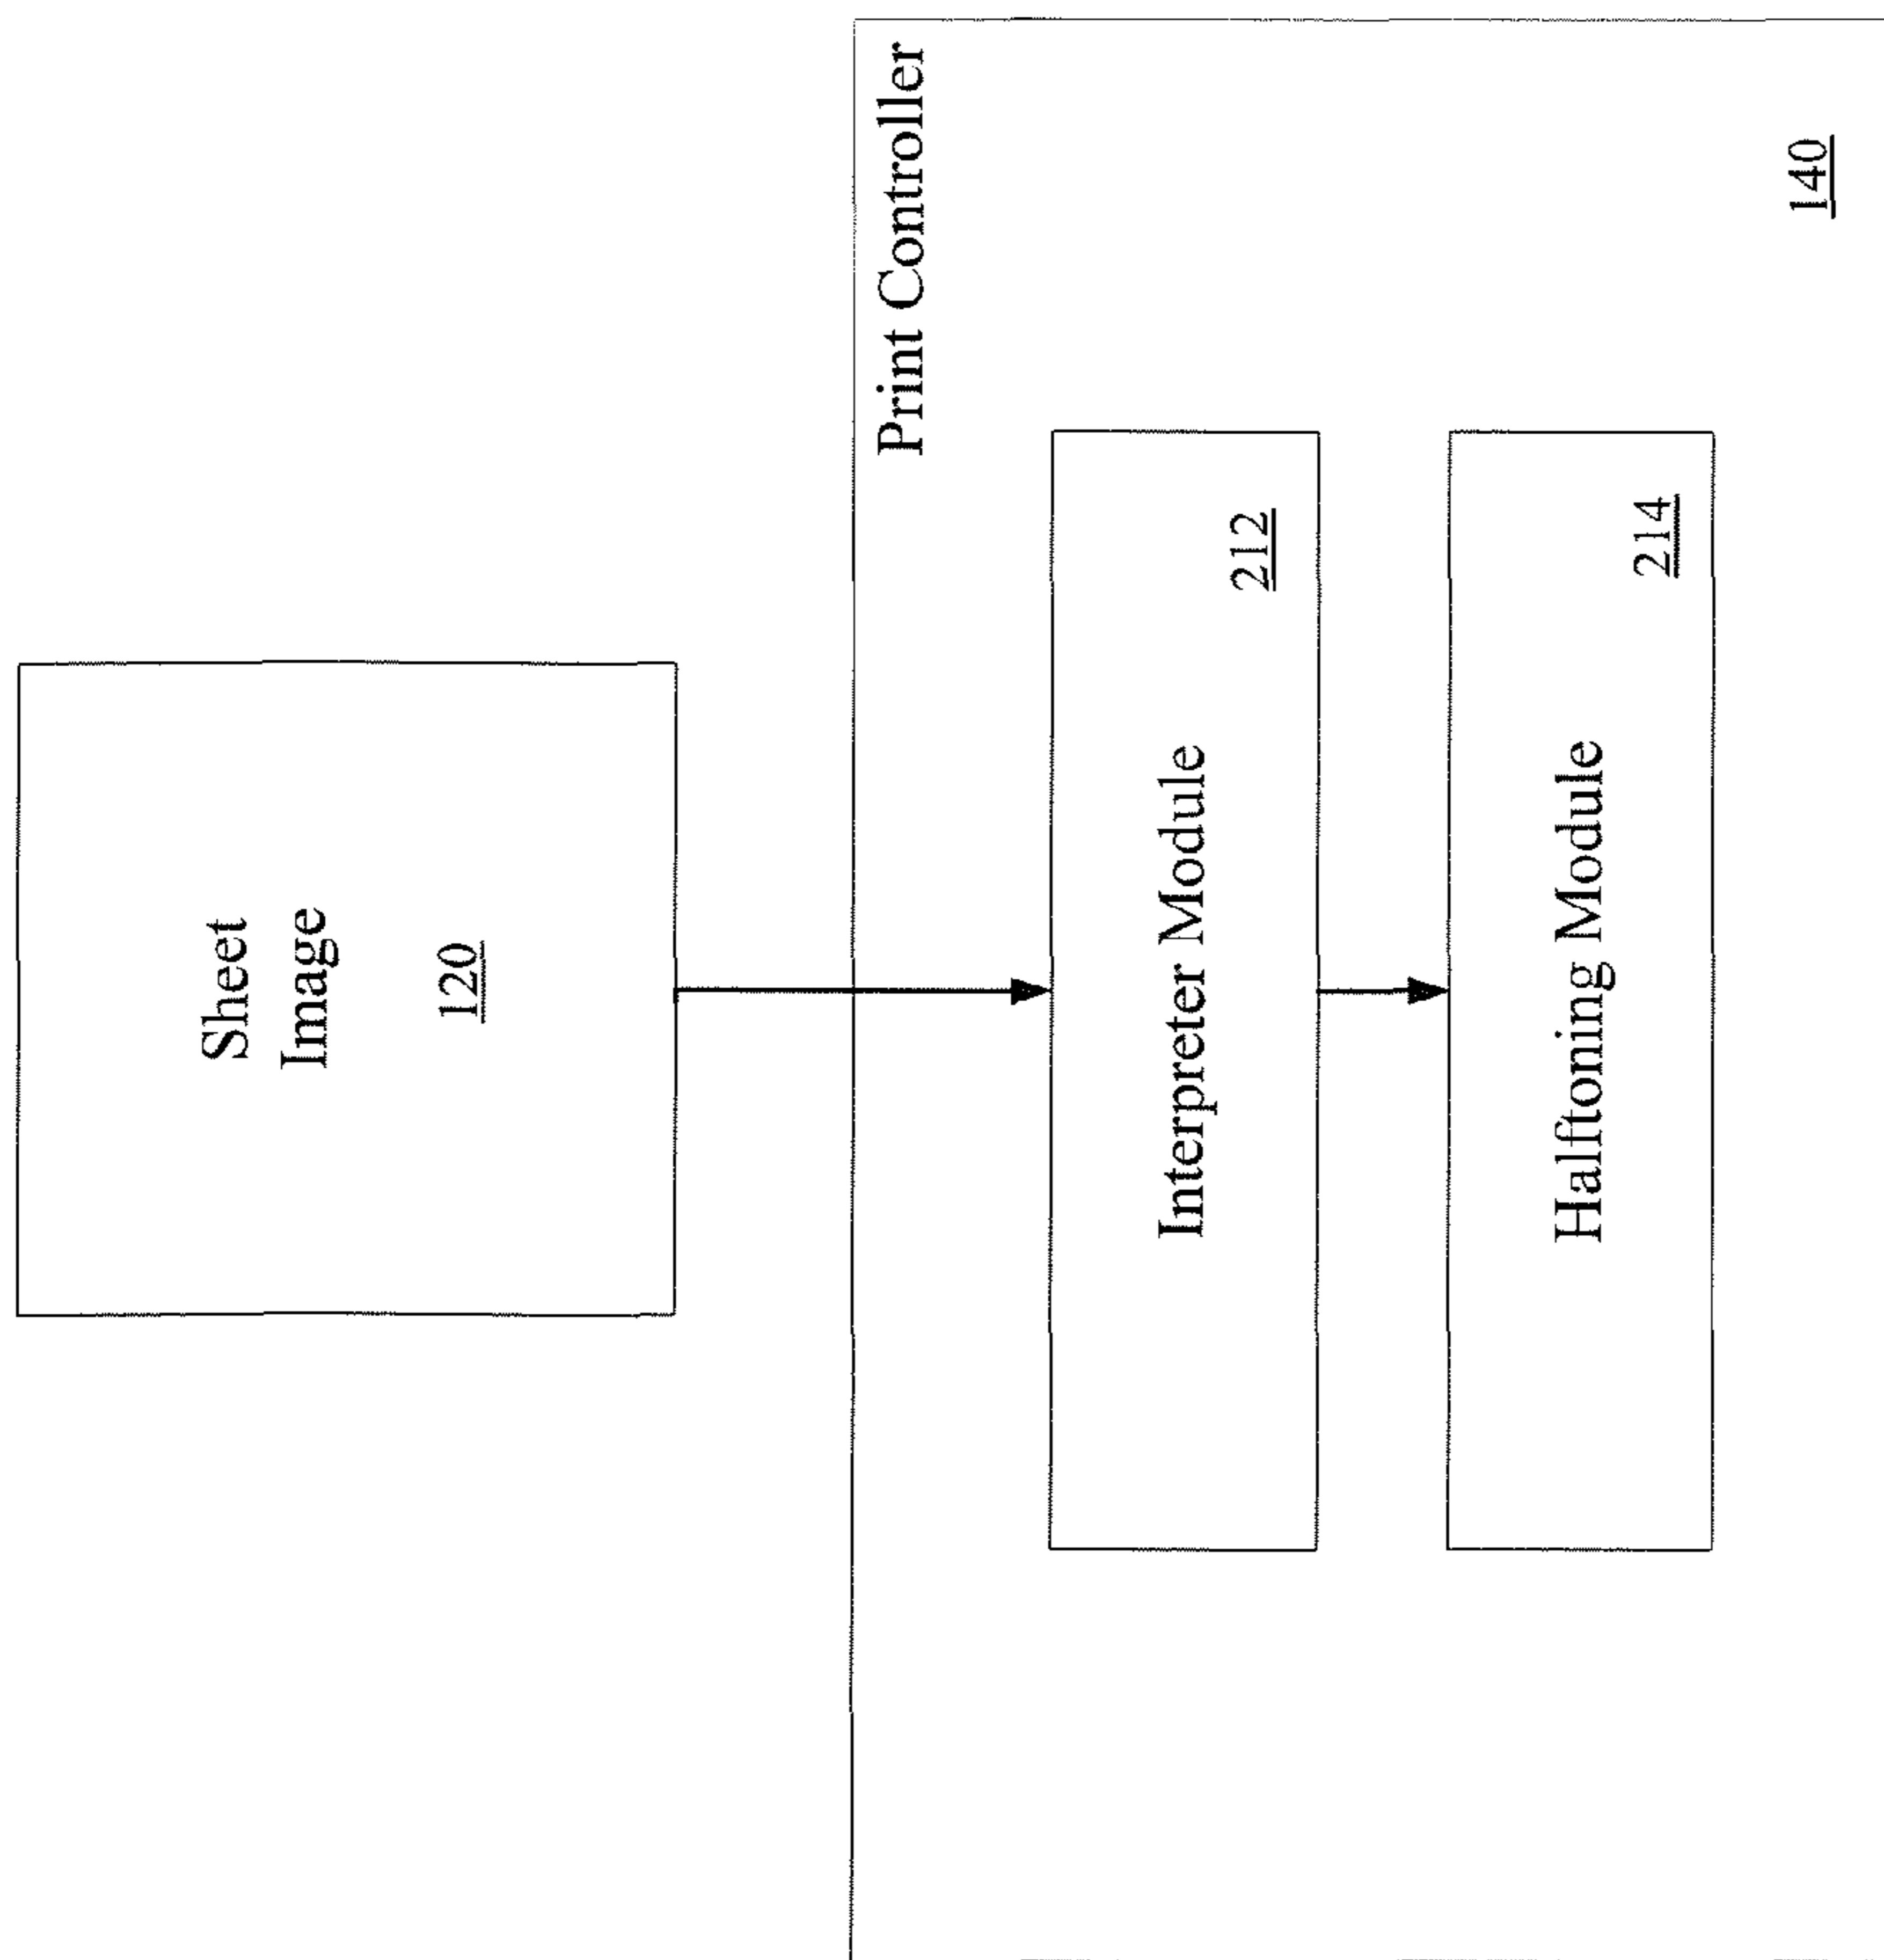 Sheet
Image
120
Print Controller
Interpreter Module
212
Halftoning Module
214
140